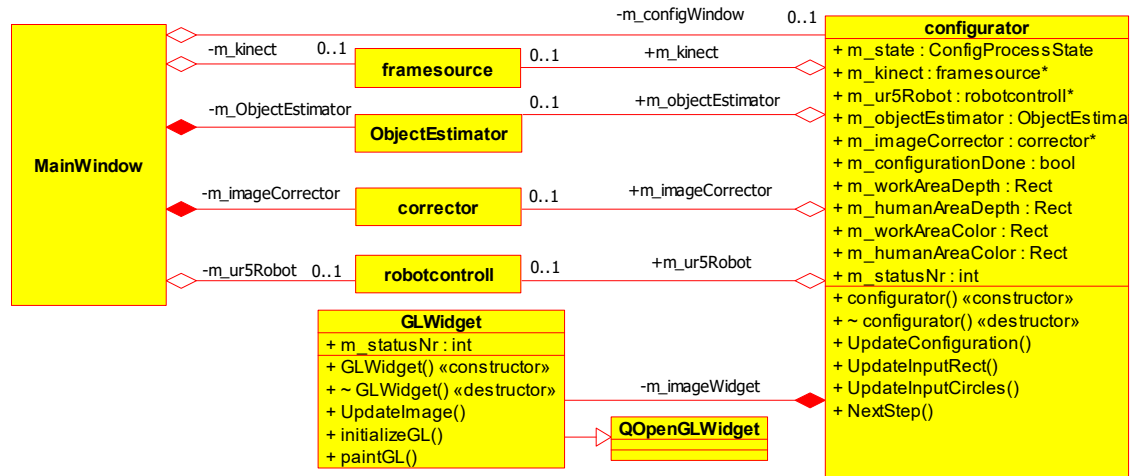 -m_configWindow
0..1
-m_kinect
0..1
0..1
+m_kinect
framesource
-m_ObjectEstimator
0..1
+m_objectEstimator
ObjectEstimator
MainWindow
-m_imageCorrector
0..1
+m_imageCorrector
corrector
-m_ur5Robot
0..1
0..1
+m_ur5Robot
robotcontroll
configurator
+ m_state : ConfigProcessState
+ m_kinect : framesource*
+ m_ur5Robot : robotcontroll*
+ m_objectEstimator : ObjectEstima
+ m_imageCorrector : corrector*
+ m_configurationDone : bool
+ m_workAreaDepth : Rect
+ m_humanAreaDepth : Rect
+ m_workAreaColor : Rect
+ m_humanAreaColor : Rect
+ m_statusNr : int
+ configurator() «constructor»
+ ~ configurator() «destructor»
+ UpdateConfiguration()
+ UpdateInputRect()
+ UpdateInputCircles()
+ NextStep()
GLWidget
+ m_statusNr : int
+ GLWidget() «constructor»
+ ~ GLWidget() «destructor»
+ UpdateImage()
+ initializeGL()
+ paintGL()
-m_imageWidget
QOpenGLWidget